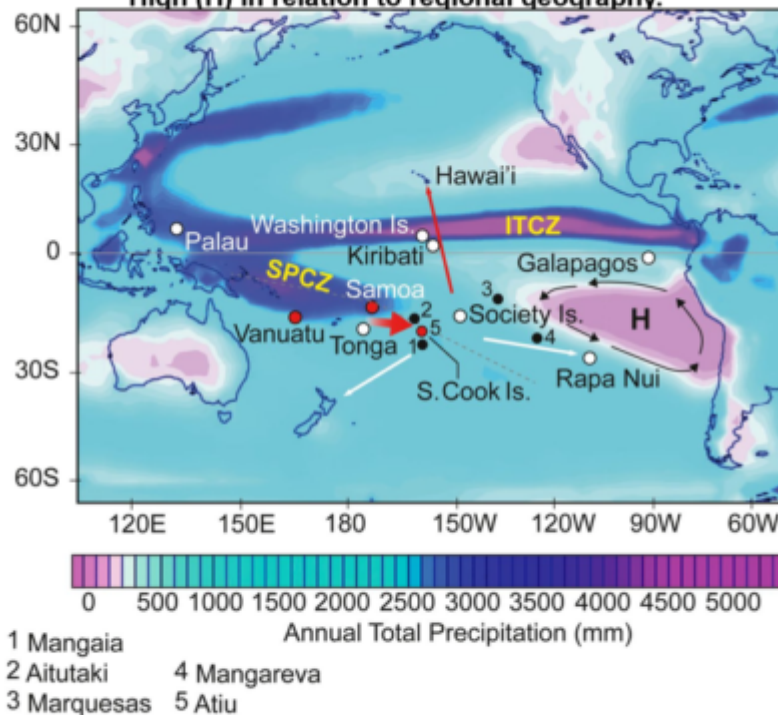 High (H) in relation to regional geography.
60N
30N
0
30S
60S
Hawai'i
Washington Is.
ITCZ
Kiribati
Palau
Galapagos
SPCZ
Samoa
3
Society Is.
H
2
Vanuatu
Tonga
5
4
1
Rapa Nui
S. Cook Is.
120E 150E 180 150W 120W 90W 60W
0 500 1000 1500 2000 2500 3000 3500 4000 4500 5000
Annual Total Precipitation (mm)
1 Mangaia
2 Aitutaki 4 Mangareva
3 Marquesas 5 Atiu